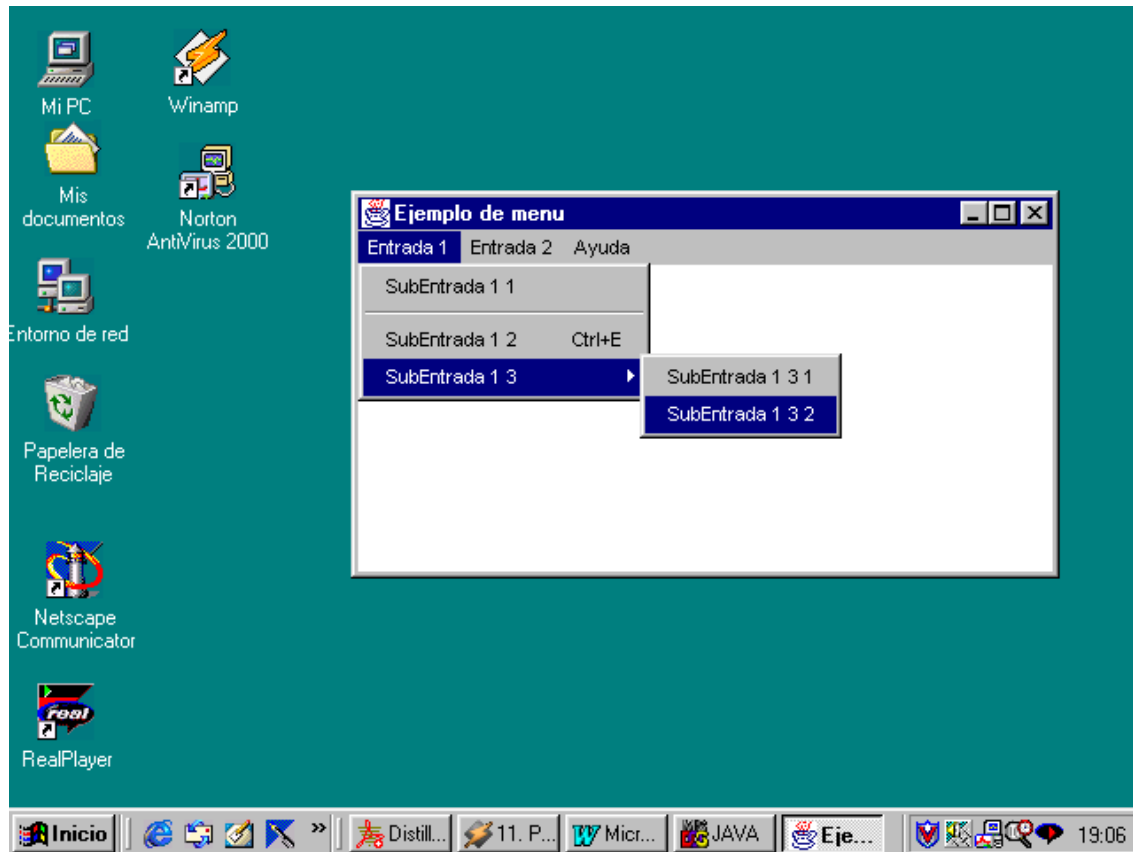 Mi PC
Winamp
Mis
documentos
Norton
AntiVirus 2000
Entorno de red
Papelera de
Reciclaje
Netscape
Communicator
real
RealPlayer
Ejemplo de menu
Entrada 1 Entrada 2 Ayuda
SubEntrada 1 1
SubEntrada 1 2 Ctrl+E
SubEntrada 1 3
SubEntrada 1 3 1
SubEntrada 1 3 2
Inicio » Distill... 11. P... Micr... JAVA Eje... 19:06